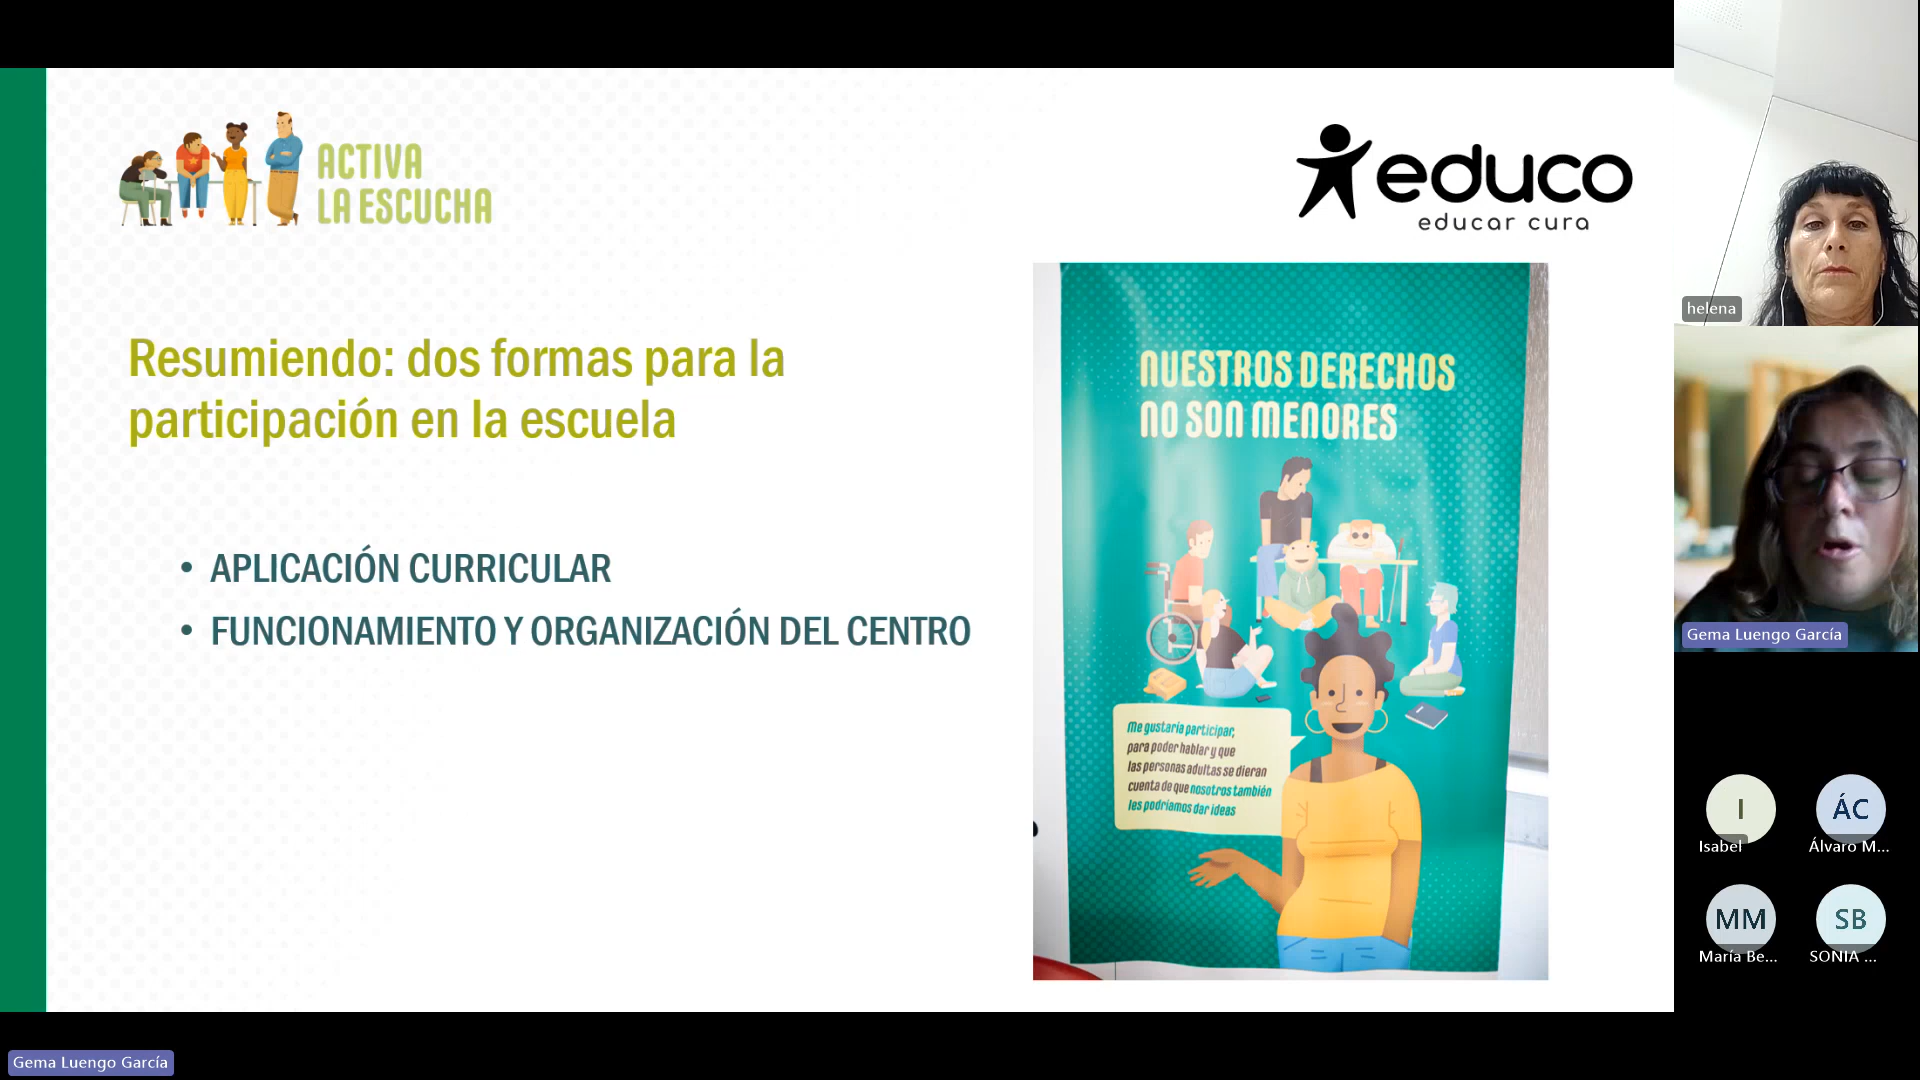 ACTIVA
LA ESCUCHA
educo
educar cura
Resumiendo: dos formas para la
participación en la escuela
• APLICACIÓN CURRICULAR
• FUNCIONAMIENTO Y ORGANIZACIÓN DEL CENTRO
NUESTROS DERECHOS
NO SON MENORES
Me gustaría participar,
para poder hablar y que
las personas adultas se dieran
cuenta de que nosotros también
les podríamos dar ideas
helena
Gema Luengo García
I
Isabel
ÁC
Álvaro M...
MM
María Be...
SB
SONIA ...
Gema Luengo García